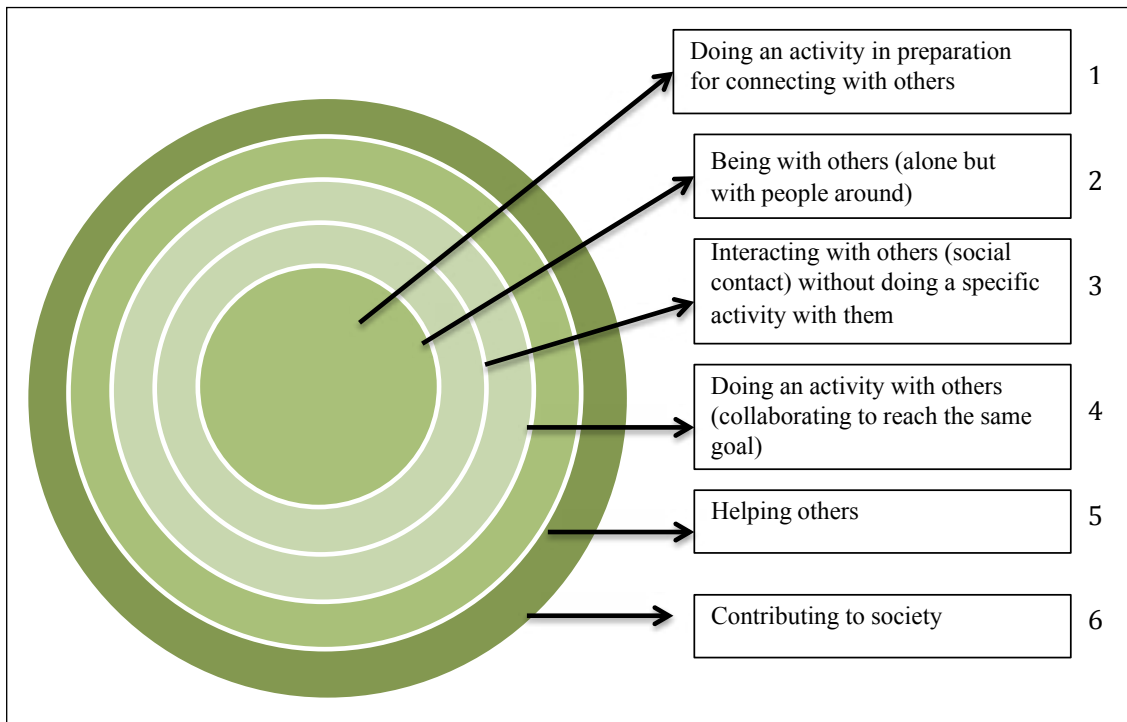 Doing an activity in preparation
for connecting with others
1
Being with others (alone but
with people around)
2
Interacting with others (social
contact) without doing a specific
activity with them
3
Doing an activity with others
(collaborating to reach the same
goal)
4
Helping others
5
Contributing to society
6